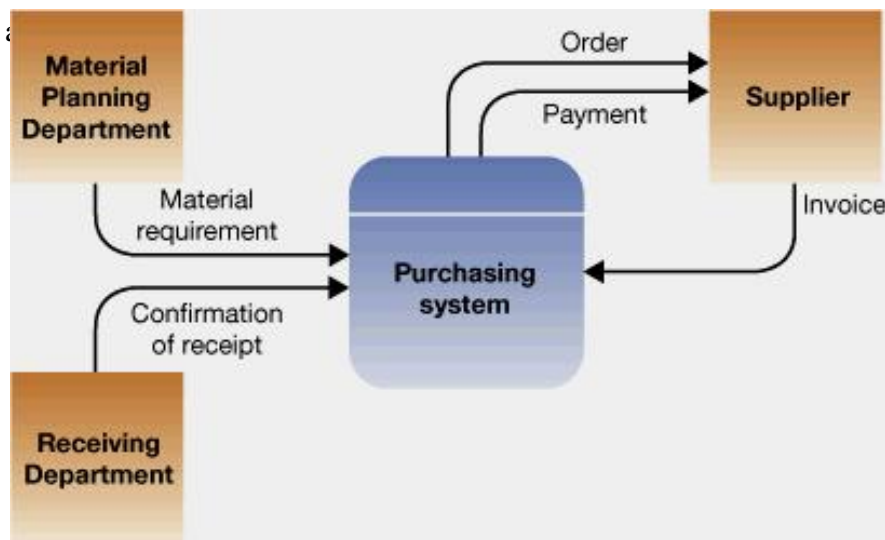 Material
Planning
Department
Order
Payment
Supplier
Material
requirement
Invoice
Purchasing
system
Confirmation
of receipt
Receiving
Department